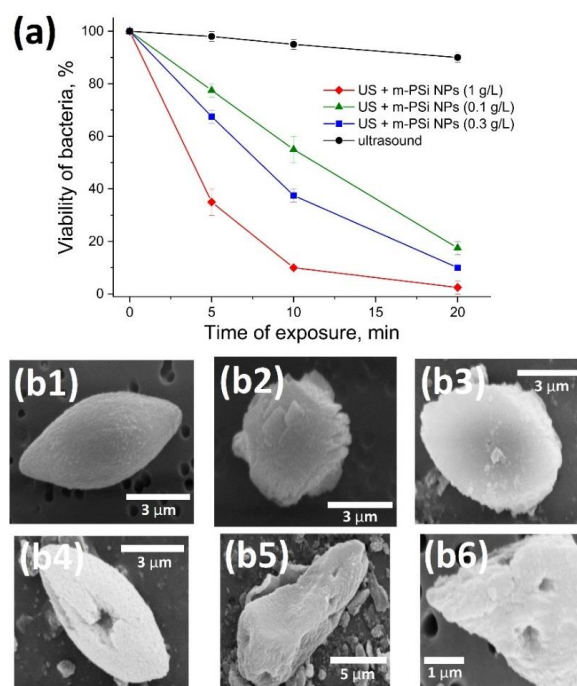 (a)
100
80
60
40
20
0
Viability of bacteria, %
US + m-PSi NPs (1 g/L)
US + m-PSi NPs (0.1 g/L)
US + m-PSi NPs (0.3 g/L)
ultrasound
0 5 10 15 20
Time of exposure, min
(b1)
3 µm
(b2)
3 µm
(b3)
3 µm
(b4)
3 µm
(b5)
5 µm
(b6)
1 µm